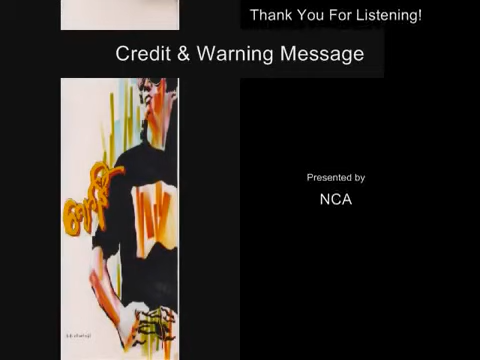 Thank You For Listening!
Credit & Warning Message
Presented by
NCA